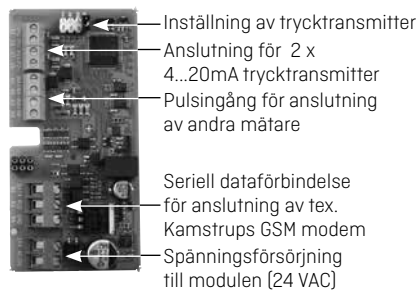 Inställning av trycktransmitter
Anslutning för 2 x
4...20mA trycktransmitter
Pulsingång för anslutning
av andra mätare
Seriell dataförbindelse
för anslutning av tex.
Kamstrups GSM modem
Spänningsförsörjning
till modulen (24 VAC)